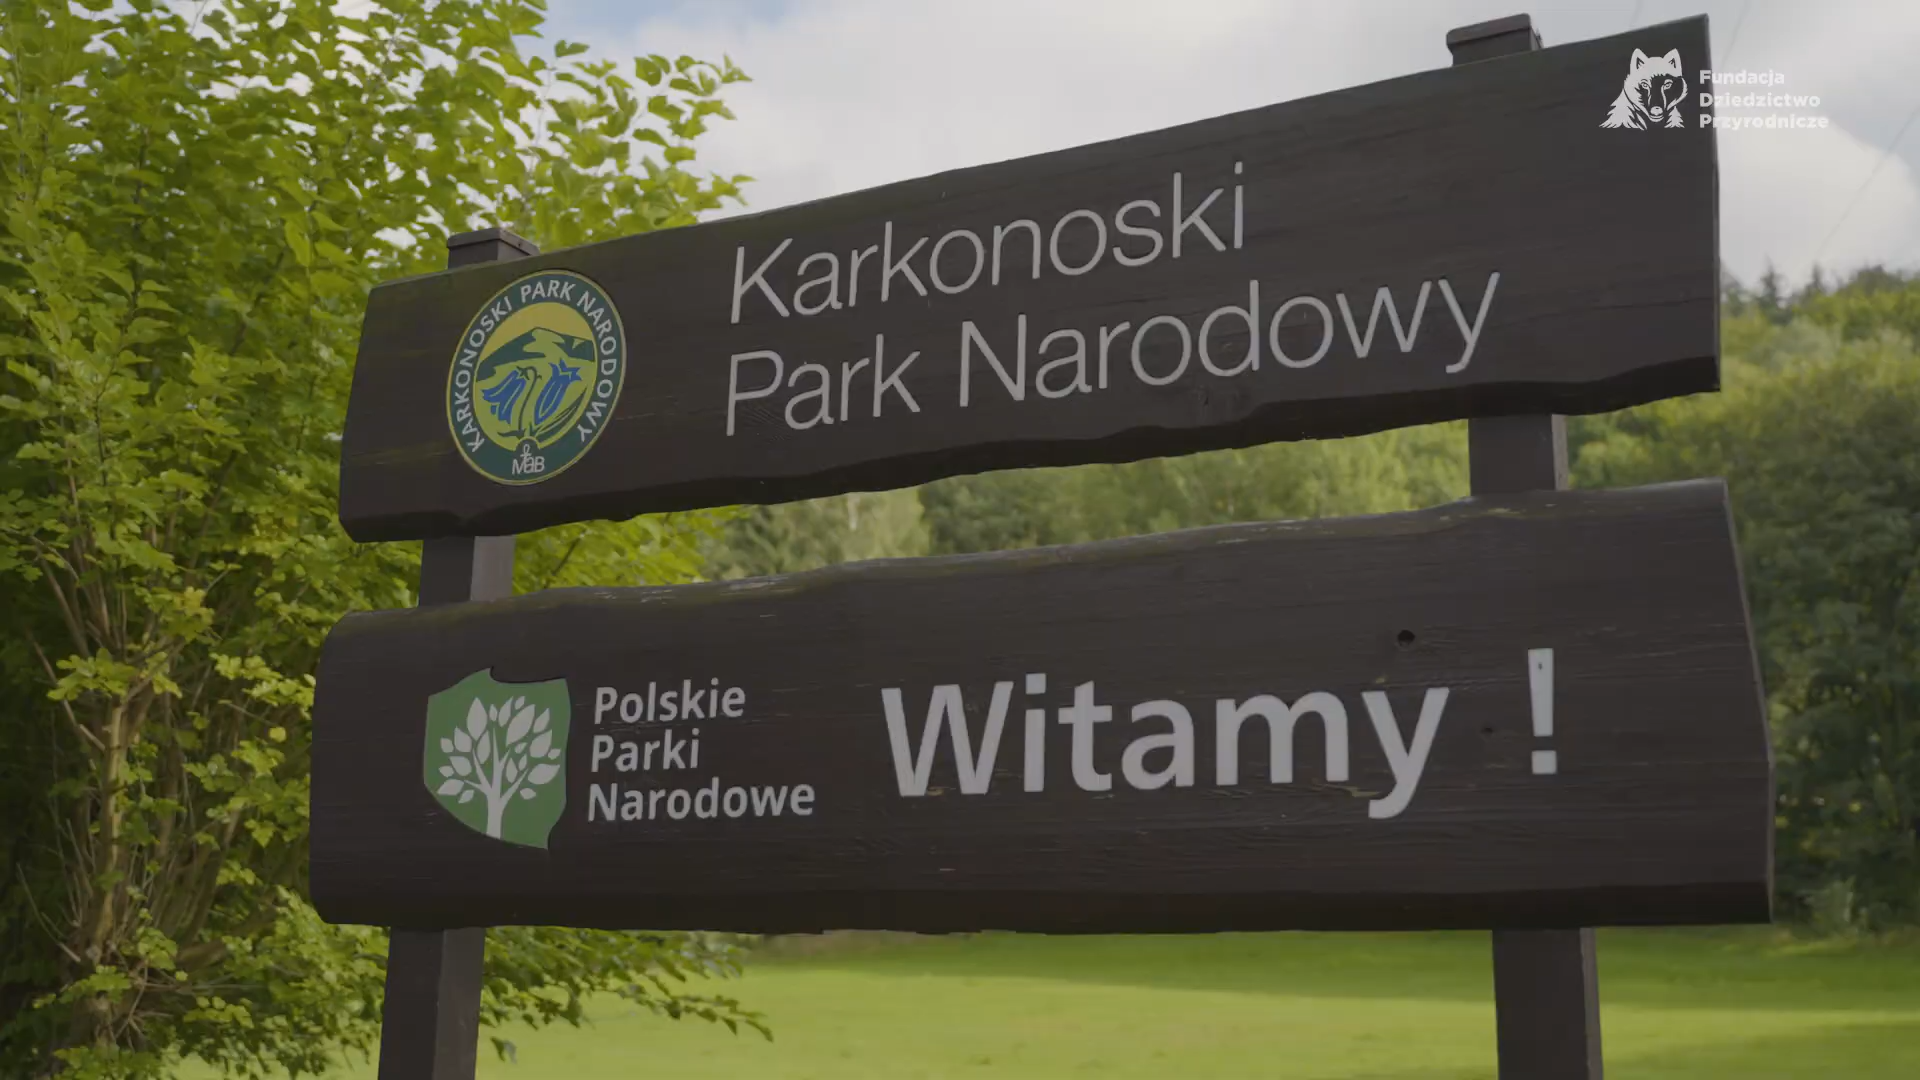 Fundacja
Dziedzictwo
Przyrodnicze
KARKONOSKI PARK NARODOWY
MaB
Karkonoski
Park Narodowy
Polskie
Parki
Narodowe
Witamy !